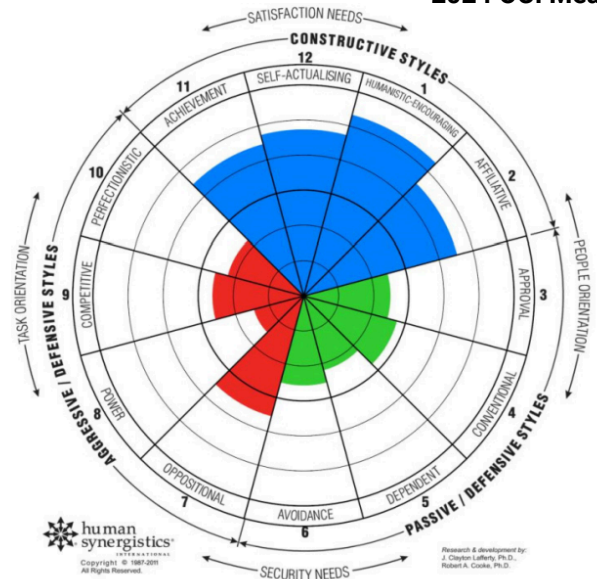 SATISFACTION NEEDS
CONSTRUCTIVE STYLES
12
SELF-ACTUALISING
11
ACHIEVEMENT
1
HUMANISTIC-ENCOURAGING
10
PERFECTIONISTIC
2
AFFILIATIVE
TASK ORIENTATION
AGGRESSIVE / DEFENSIVE STYLES
9
COMPETITIVE
APPROVAL
3
PEOPLE ORIENTATION
8
POWER
CONVENTIONAL
4
PASSIVE / DEFENSIVE STYLES
OPPOSITIONAL
7
DEPENDENT
5
AVOIDANCE
6
SECURITY NEEDS
human
synergistics®
INTERNATIONAL
Copyright © 1987-2011
All Rights Reserved.
Research & development by:
J. Clayton Lafferty, Ph.D.,
Robert A. Cooke, Ph.D.